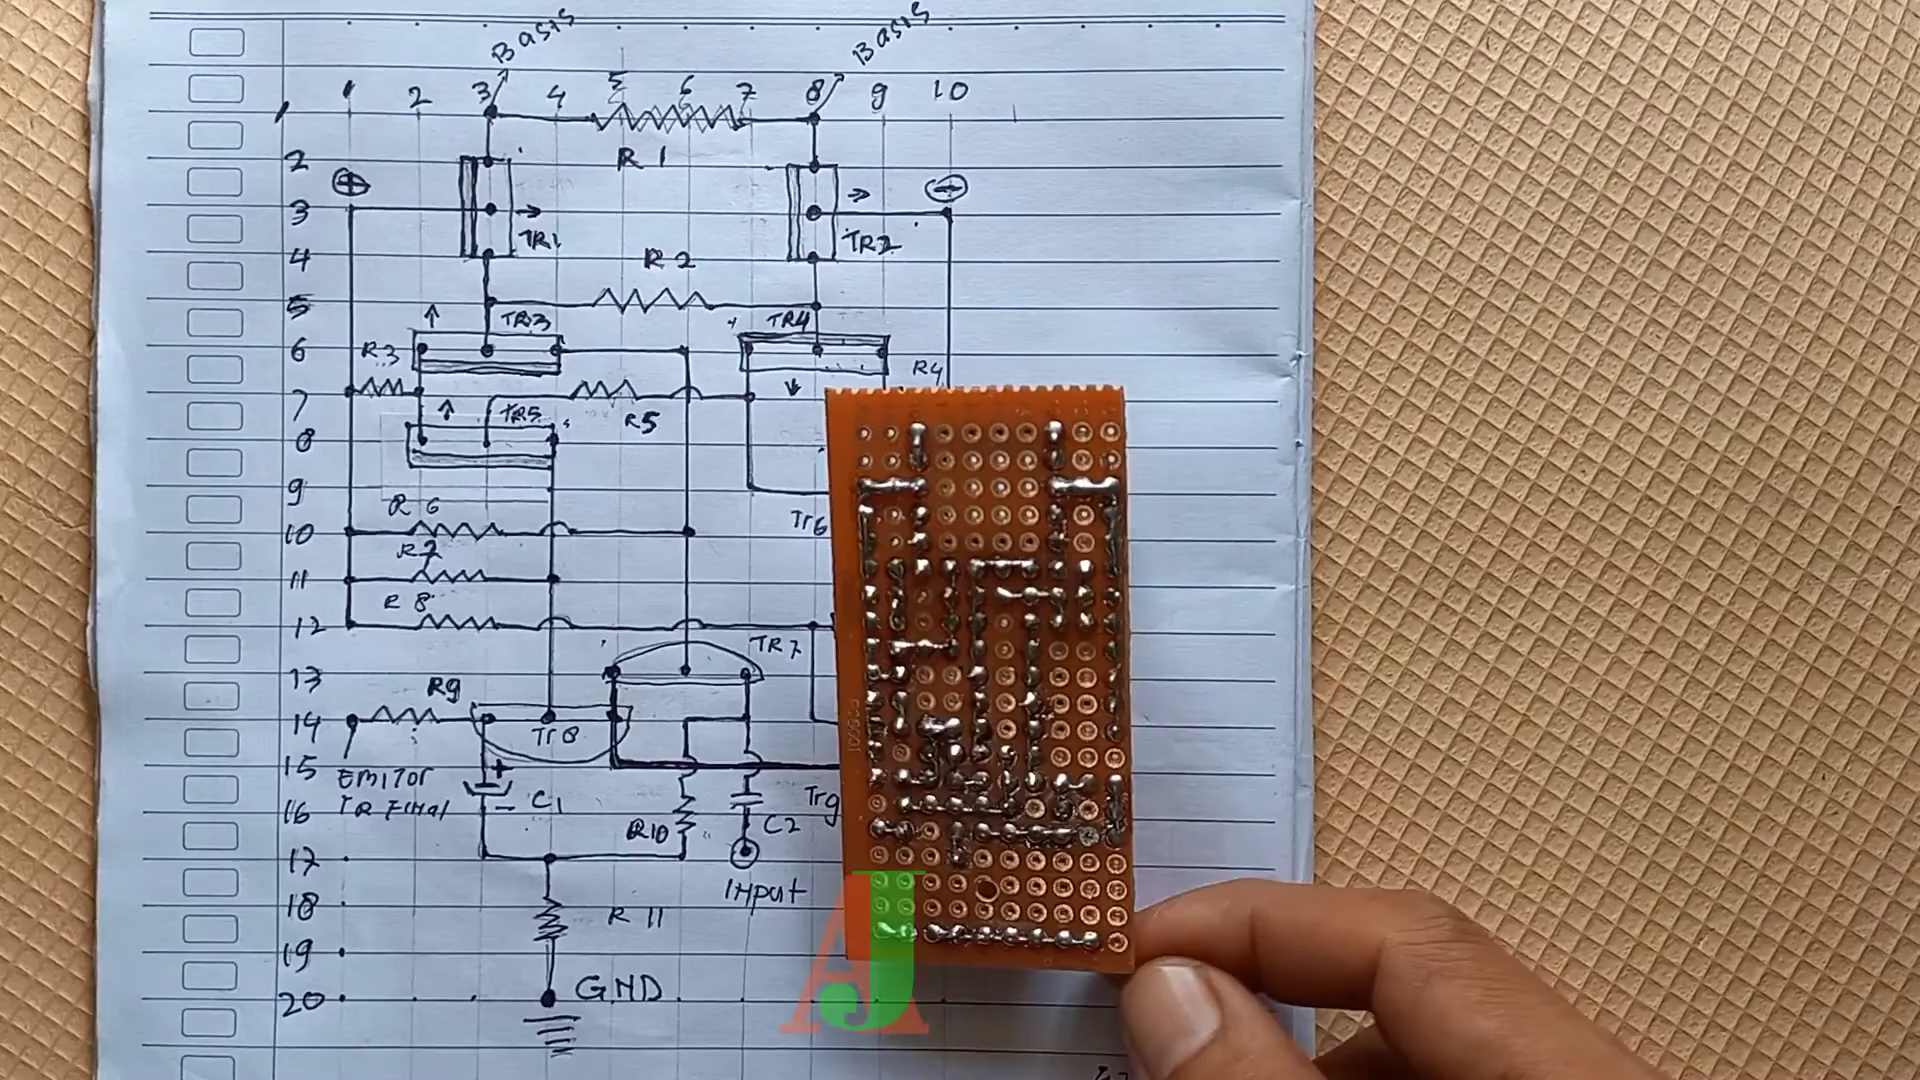 Basis Basis
1 2 3 4 5 6 7 8 9 10
1
R1
2
+ -
3
TR1 TR2
4
R2
5
TR3 TR4
6
R3 R4
7
TR5 R5
8
9
R6
Tr6
10
R7
11
R8
12
TR7
13
R9
14
Tr8
15
EMITOR
TR FINAL
+
- C1
Tr9
16
R10 C2
17
INPUT
18
R11
19
20
GND
AJ